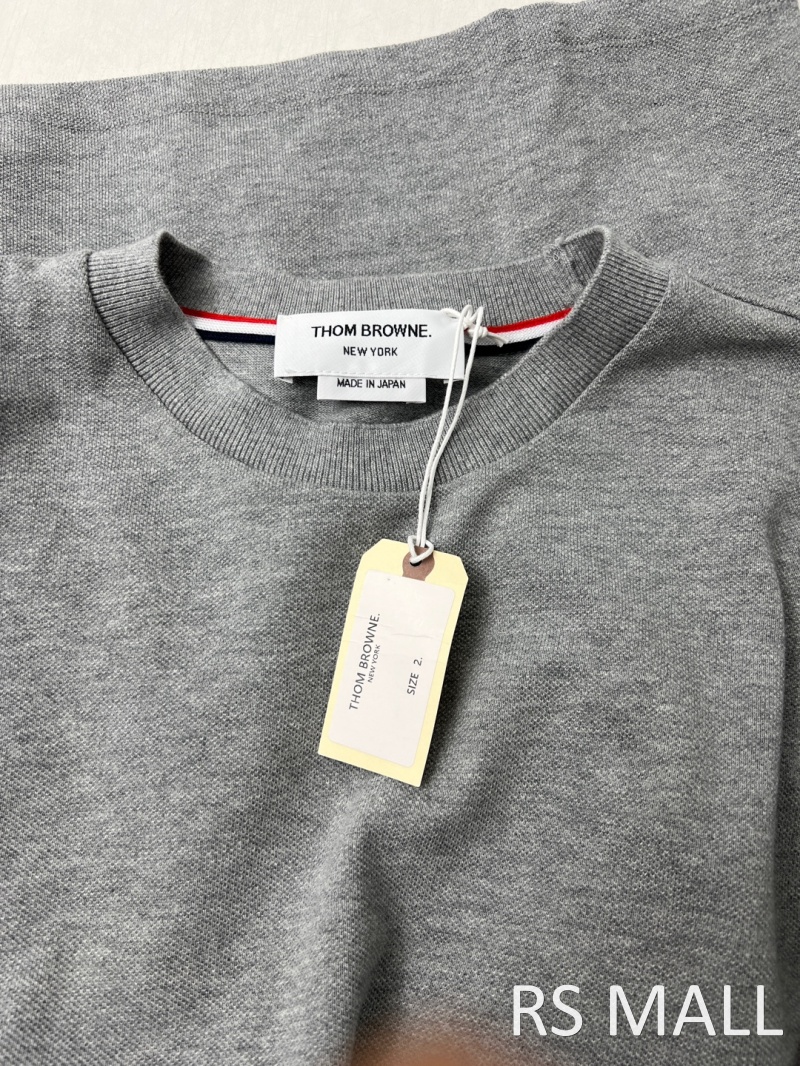 THOM BROWNE.
NEW YORK
MADE IN JAPAN
THOM BROWNE.
NEW YORK
SIZE 2.
RS MALL